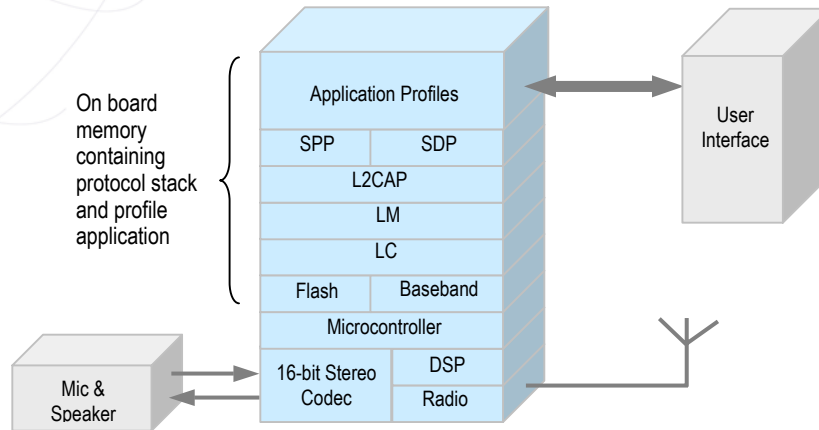 Application Profiles
SPP
SDP
L2CAP
LM
LC
Flash
Baseband
Microcontroller
16-bit Stereo
Codec
DSP
Radio
On board
memory
containing
protocol stack
and profile
application
User
Interface
Mic &
Speaker